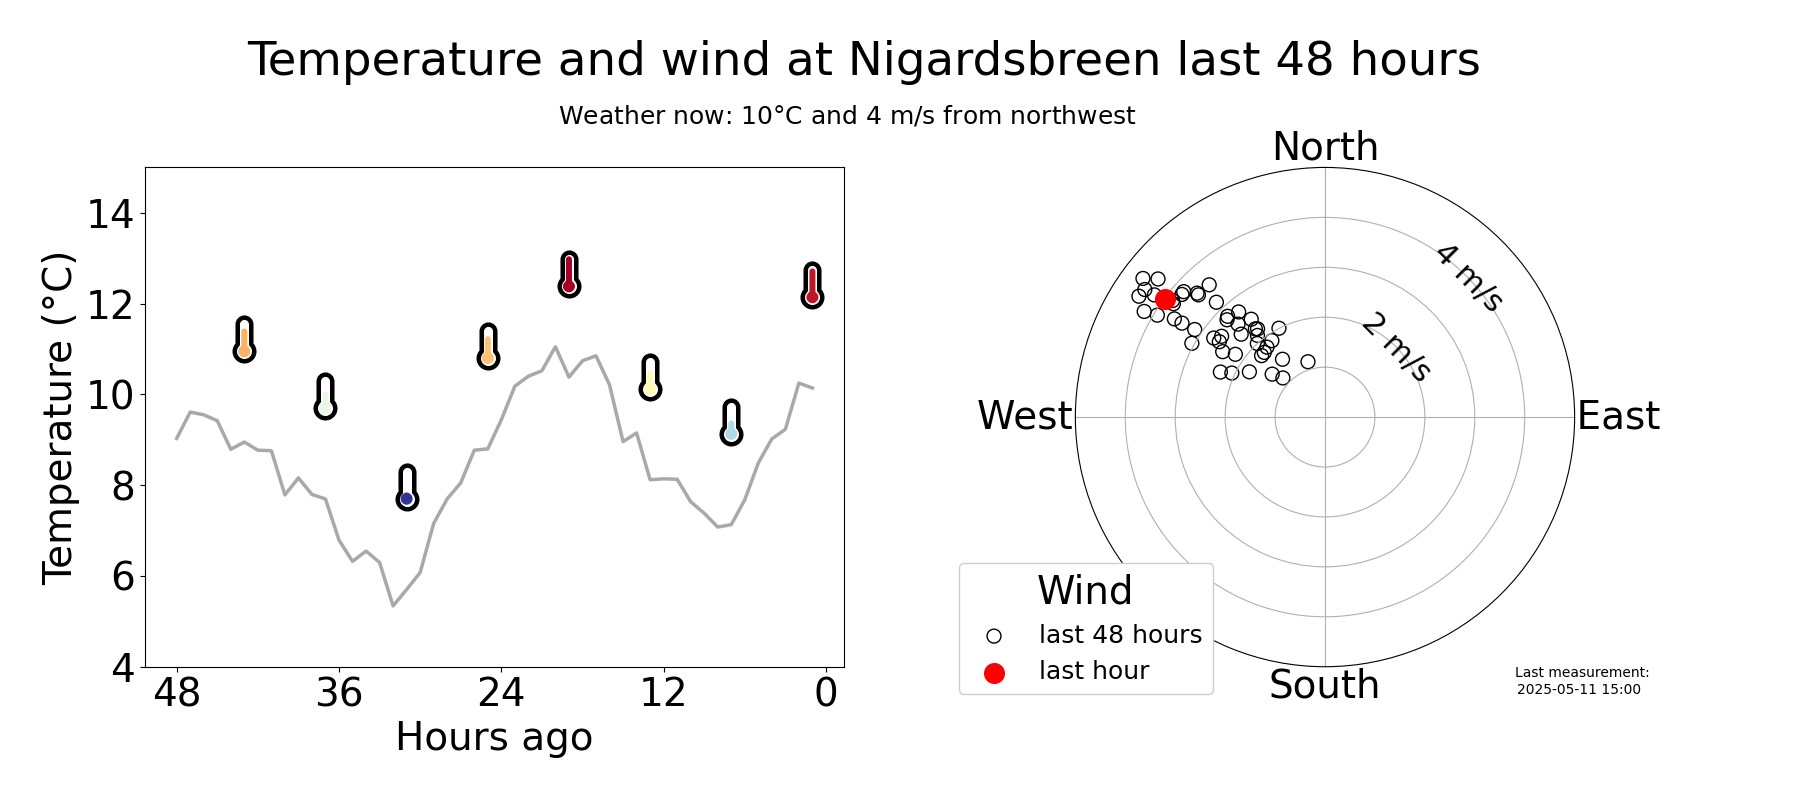 Temperature and wind at Nigardsbreen last 48 hours
Weather now: 10°C and 4 m/s from northwest
Temperature (°C)
14
12
10
8
6
4
48 36 24 12 0
Hours ago
North
4 m/s
2 m/s
West
East
South
Wind
last 48 hours
last hour
Last measurement:
2025-05-11 15:00